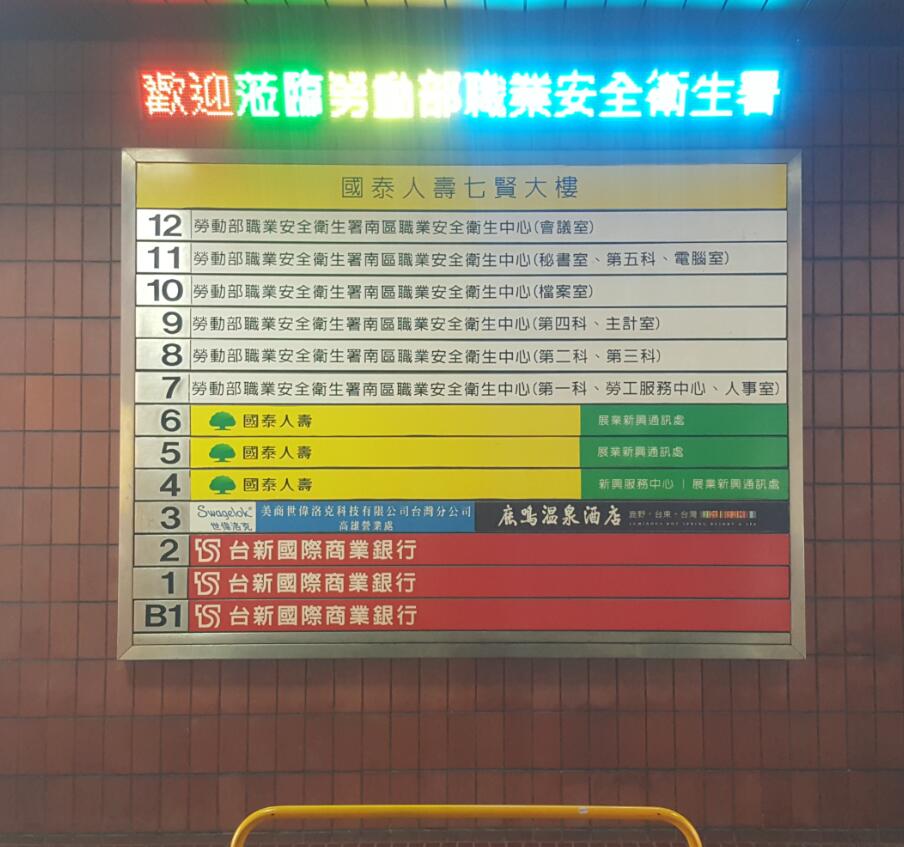 歡迎蒞臨勞動部職業安全衛生署
國泰人壽七賢大樓
12 勞動部職業安全衛生署南區職業安全衛生中心(會議室)
11 勞動部職業安全衛生署南區職業安全衛生中心(秘書室、第五科、電腦室)
10 勞動部職業安全衛生署南區職業安全衛生中心(檔案室)
9 勞動部職業安全衛生署南區職業安全衛生中心(第四科、主計室)
8 勞動部職業安全衛生署南區職業安全衛生中心(第二科、第三科)
7 勞動部職業安全衛生署南區職業安全衛生中心(第一科、勞工服務中心、人事室)
6 國泰人壽 展業新興通訊處
5 國泰人壽 展業新興通訊處
4 國泰人壽 新興服務中心|展業新興通訊處
3 Swagelok 世偉洛克 美商世偉洛克科技有限公司台灣分公司 高雄營業處 鹿鳴温泉酒店 鹿野・台東・台灣
2 台新國際商業銀行
1 台新國際商業銀行
B1 台新國際商業銀行